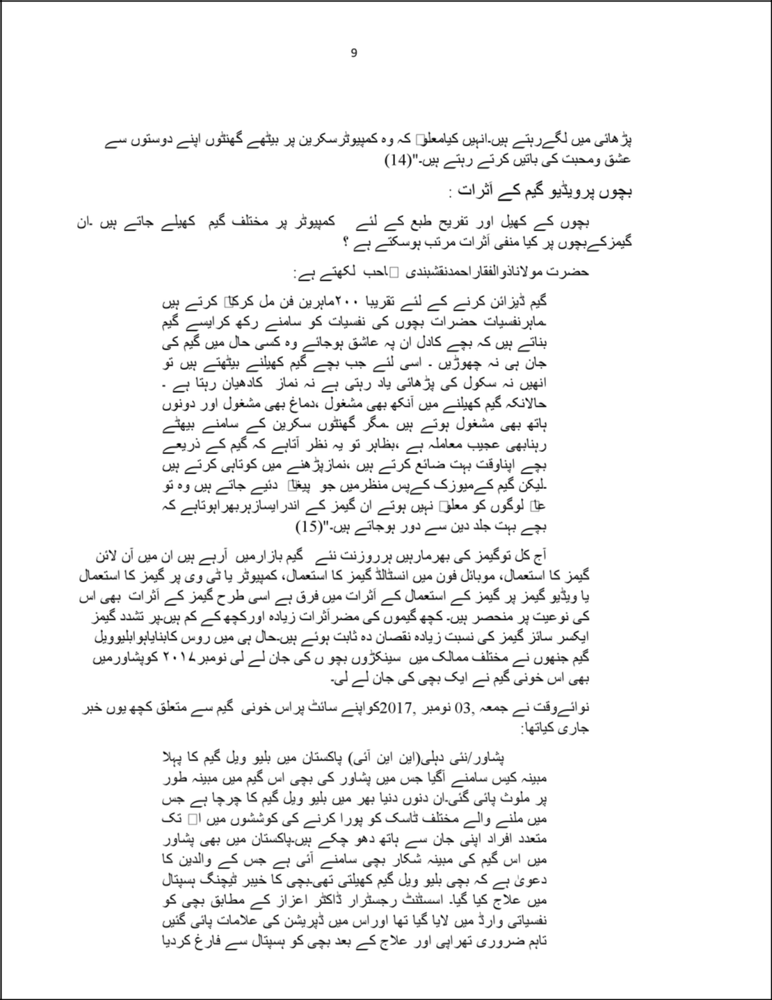 9
پڑھائی میں لگےرہتے ہیں۔انہیں کیامعلو□ کہ وہ کمپیوٹرسکرین پر بیٹھے گھنٹوں اپنے دوستوں سے
عشق ومحبت کی باتیں کرتے رہتے ہیں۔"(14)
بچوں پرویڈیو گیم کے اَثرات :
بچوں کے کھیل اور تفریح طبع کے لئے کمپیوٹر پر مختلف گیم کھیلے جاتے ہیں ۔ان
گیمزکےبچوں پر کیا منفی اَثرات مرتب ہوسکتے ہے ؟
حضرت مولاناذوالفقاراحمدنقشبندی □احب لکھتے ہے:
گیم ڈیزائن کرنے کے لئے تقریبا ۲۰۰ماہرین فن مل کرکا□ کرتے ہیں
۔ماہرنفسیات حضرات بچوں کی نفسیات کو سامنے رکھ کرایسے گیم
بناتے ہیں کہ بچے کادل ان پہ عاشق ہوجائے وہ کسی حال میں گیم کی
جان ہی نہ چھوڑیں ۔ اسی لئے جب بچے گیم کھیلنے بیٹھتے ہیں تو
انھیں نہ سکول کی پڑھائی یاد رہتی ہے نہ نماز کادھیان رہتا ہے ۔
حالانکہ گیم کھیلنے میں آنکھ بھی مشغول ،دماغ بھی مشغول اور دونوں
ہاتھ بھی مشغول ہوتے ہیں ۔مگر گھنٹوں سکرین کے سامنے بیھٹے
رہنابھی عجیب معاملہ ہے ،بظاہر تو یہ نظر آتاہے کہ گیم کے ذریعے
بچے اپناوقت بہت ضائع کرتے ہیں ،نمازپڑھنے میں کوتاہی کرتے ہیں
۔لیکن گیم کےمیوزک کےپس منظرمیں جو پیغا□ دئیے جاتے ہیں وہ تو
عا□ لوگوں کو معلو□ نہیں ہوتے ان گیمز کے اندرایسازہربھراہوتاہے کہ
بچے بہت جلد دین سے دور ہوجاتے ہیں۔"(15)
آج کل توگیمز کی بھرمارہیں ہرروزنت نئے گیم بازارمیں آرہے ہیں ان میں آن لائن
گیمز کا استعمال، موبائل فون میں انسٹالڈ گیمز کا استعمال، کمپیوٹر یا ٹی وی پر گیمز کا استعمال
یا ویڈیو گیمز پر گیمز کے استعمال کے اَثرات میں فرق ہے اسی طرح گیمز کے اَثرات بھی اس
کی نوعیت پر منحصر ہیں۔ کچھ گیموں کی مضراَثرات زیادہ اورکچھ کے کم ہیں۔پر تشدد گیمز
ایکسر سائز گیمز کی نسبت زیادہ نقصان دہ ثابت ہوئے ہیں۔حال ہی میں روس کابنایاہوابلیوویل
گیم جنھوں نے مختلف ممالک میں سینکڑوں بچو ں کی جان لے لی نومبر۲۰۱۷ کوپشاورمیں
بھی اس خونی گیم نے ایک بچی کی جان لے لی۔
نوائےوقت نے جمعہ ,03 نومبر ,2017کواپنے سائٹ پراس خونی گیم سے متعلق کچھ یوں خبر
جاری کیاتھا:
پشاور/نئی دہلی(این این آئی) پاکستان میں بلیو ویل گیم کا پہلا
مبینہ کیس سامنے آگیا جس میں پشاور کی بچی اس گیم میں مبینہ طور
پر ملوث پائی گئی۔ان دنوں دنیا بھر میں بلیو ویل گیم کا چرچا ہے جس
میں ملنے والے مختلف ٹاسک کو پورا کرنے کی کوششوں میں ا□ تک
متعدد افراد اپنی جان سے ہاتھ دھو چکے ہیں۔پاکستان میں بھی پشاور
میں اس گیم کی مبینہ شکار بچی سامنے آئی ہے جس کے والدین کا
دعویٰ ہے کہ بچی بلیو ویل گیم کھیلتی تھی۔بچی کا خیبر ٹیچنگ ہسپتال
میں علاج کیا گیا۔ اسسٹنٹ رجسٹرار ڈاکٹر اعزاز کے مطابق بچی کو
نفسیاتی وارڈ میں لایا گیا تھا اوراس میں ڈپریشن کی علامات پائی گئیں
تاہم ضروری تھراپی اور علاج کے بعد بچی کو ہسپتال سے فارغ کردیا